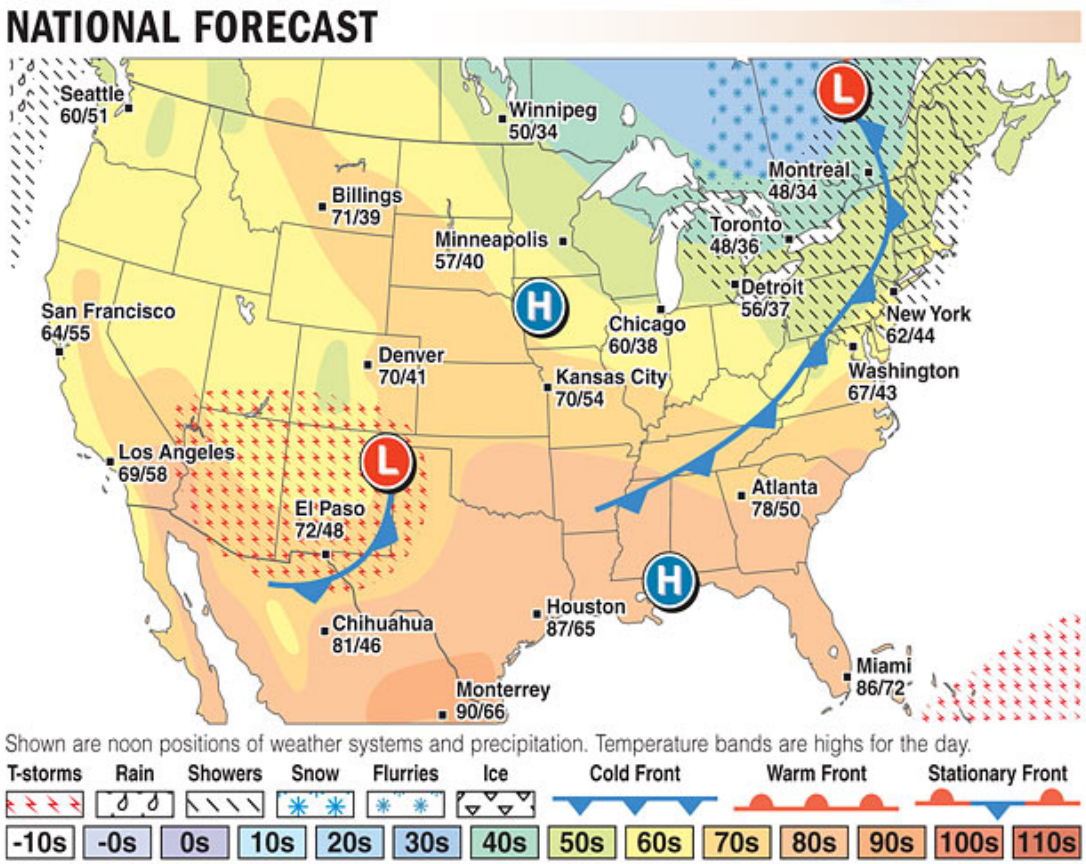 NATIONAL FORECAST
L
Seattle
60/51
Winnipeg
50/34
Montreal
48/34
Billings
71/39
Toronto
48/36
Minneapolis
57/40
Detroit
56/37
H
San Francisco
64/55
Chicago
60/38
New York
62/44
Denver
70/41
Washington
67/43
Kansas City
70/54
Los Angeles
69/58
L
Atlanta
78/50
El Paso
72/48
H
Houston
87/65
Chihuahua
81/46
Miami
86/72
Monterrey
90/66
Shown are noon positions of weather systems and precipitation. Temperature bands are highs for the day.
T-storms Rain Showers Snow Flurries Ice Cold Front Warm Front Stationary Front
-10s -0s 0s 10s 20s 30s 40s 50s 60s 70s 80s 90s 100s 110s